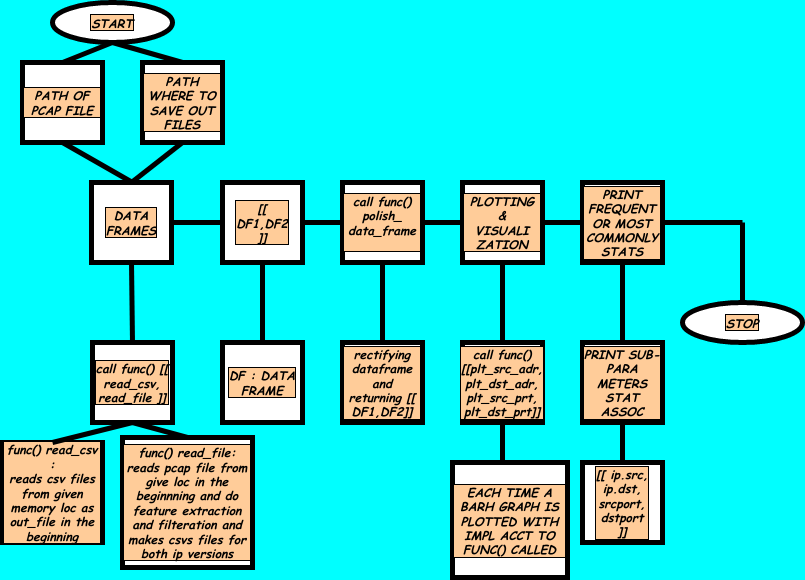 START
PATH OF
PCAP FILE
PATH
WHERE TO
SAVE OUT
FILES
DATA
FRAMES
[[
DF1,DF2
]]
call func()
polish_
data_frame
PLOTTING
&
VISUALI
ZATION
PRINT
FREQUENT
OR MOST
COMMONLY
STATS
STOP
call func() [[
read_csv,
read_file ]]
DF : DATA
FRAME
rectifying
dataframe
and
returning [[
DF1,DF2]]
call func()
[[plt_src_adr,
plt_dst_adr,
plt_src_prt,
plt_dst_prt]]
PRINT SUB-
PARA
METERS
STAT
ASSOC
func() read_csv
:
reads csv files
from given
memory loc as
out_file in the
beginning
func() read_file:
reads pcap file from
give loc in the
beginnning and do
feature extraction
and filteration and
makes csvs files for
both ip versions
EACH TIME A
BARH GRAPH IS
PLOTTED WITH
IMPL ACCT TO
FUNC() CALLED
[[ ip.src,
ip.dst,
srcport,
dstport
]]